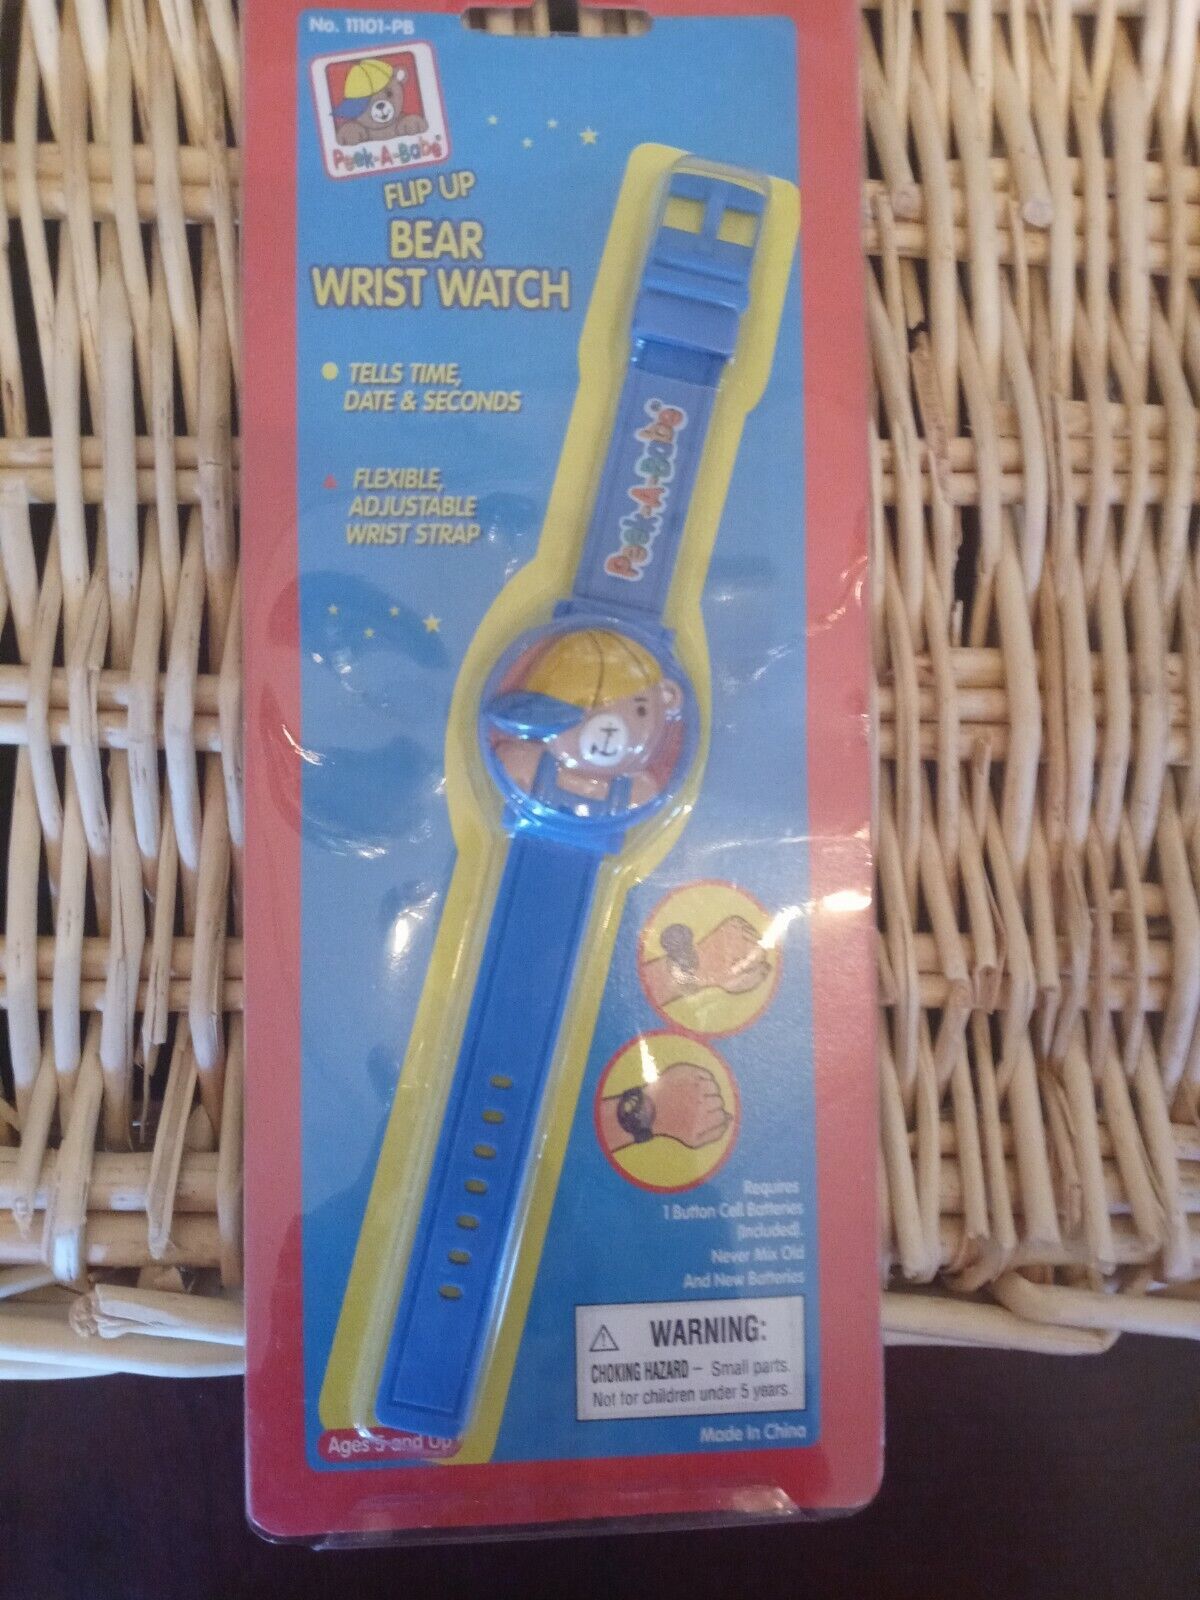 No. 11101-PB
Peek-A-Babe®
FLIP UP
BEAR
WRIST WATCH
TELLS TIME,
DATE & SECONDS
FLEXIBLE,
ADJUSTABLE
WRIST STRAP
Peek-A-Babe®
Requires
1 Button Cell Batteries
(Included).
Never Mix Old
And New Batteries
WARNING:
CHOKING HAZARD – Small parts.
Not for children under 5 years.
Ages 5 and Up
Made In China